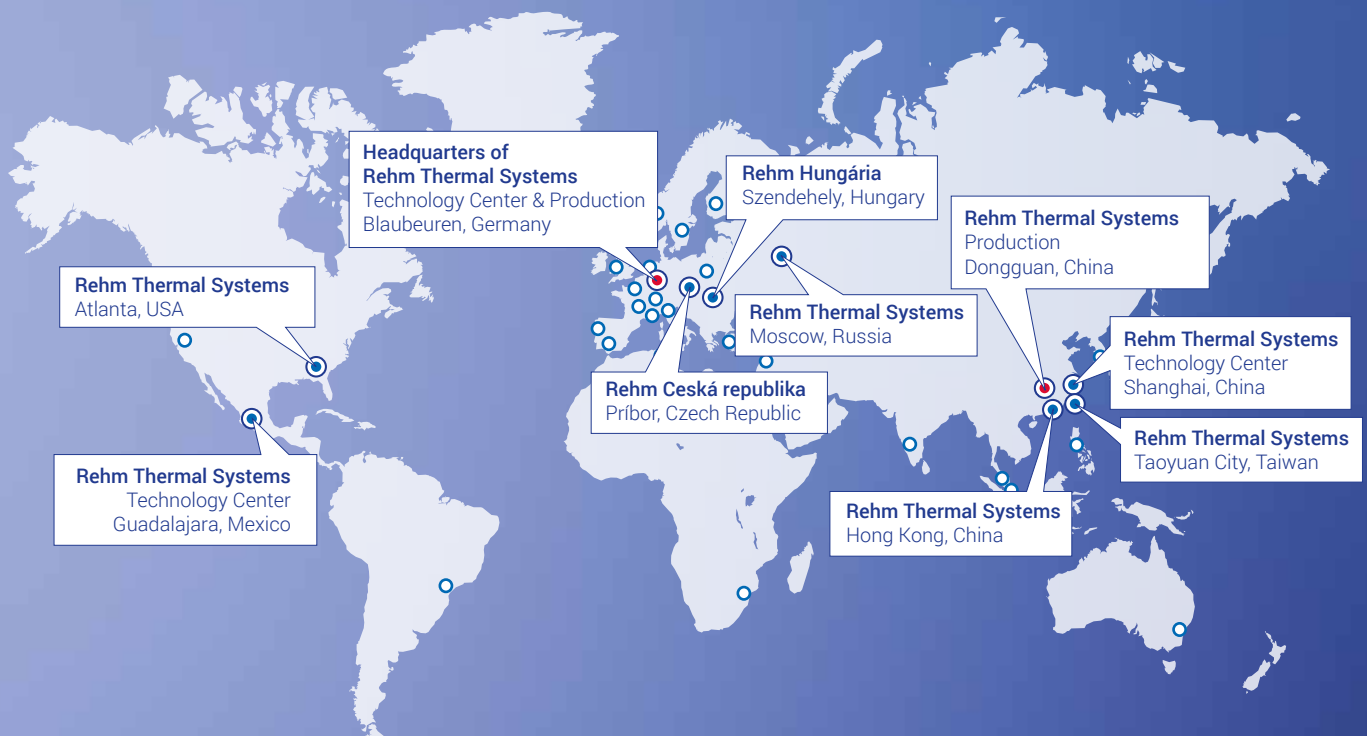 Headquarters of
Rehm Thermal Systems
Technology Center & Production
Blaubeuren, Germany
Rehm Hungária
Szendehely, Hungary
Rehm Thermal Systems
Production
Dongguan, China
Rehm Thermal Systems
Atlanta, USA
Rehm Thermal Systems
Moscow, Russia
Rehm Thermal Systems
Technology Center
Shanghai, China
Rehm Ceská republika
Príbor, Czech Republic
Rehm Thermal Systems
Taoyuan City, Taiwan
Rehm Thermal Systems
Technology Center
Guadalajara, Mexico
Rehm Thermal Systems
Hong Kong, China